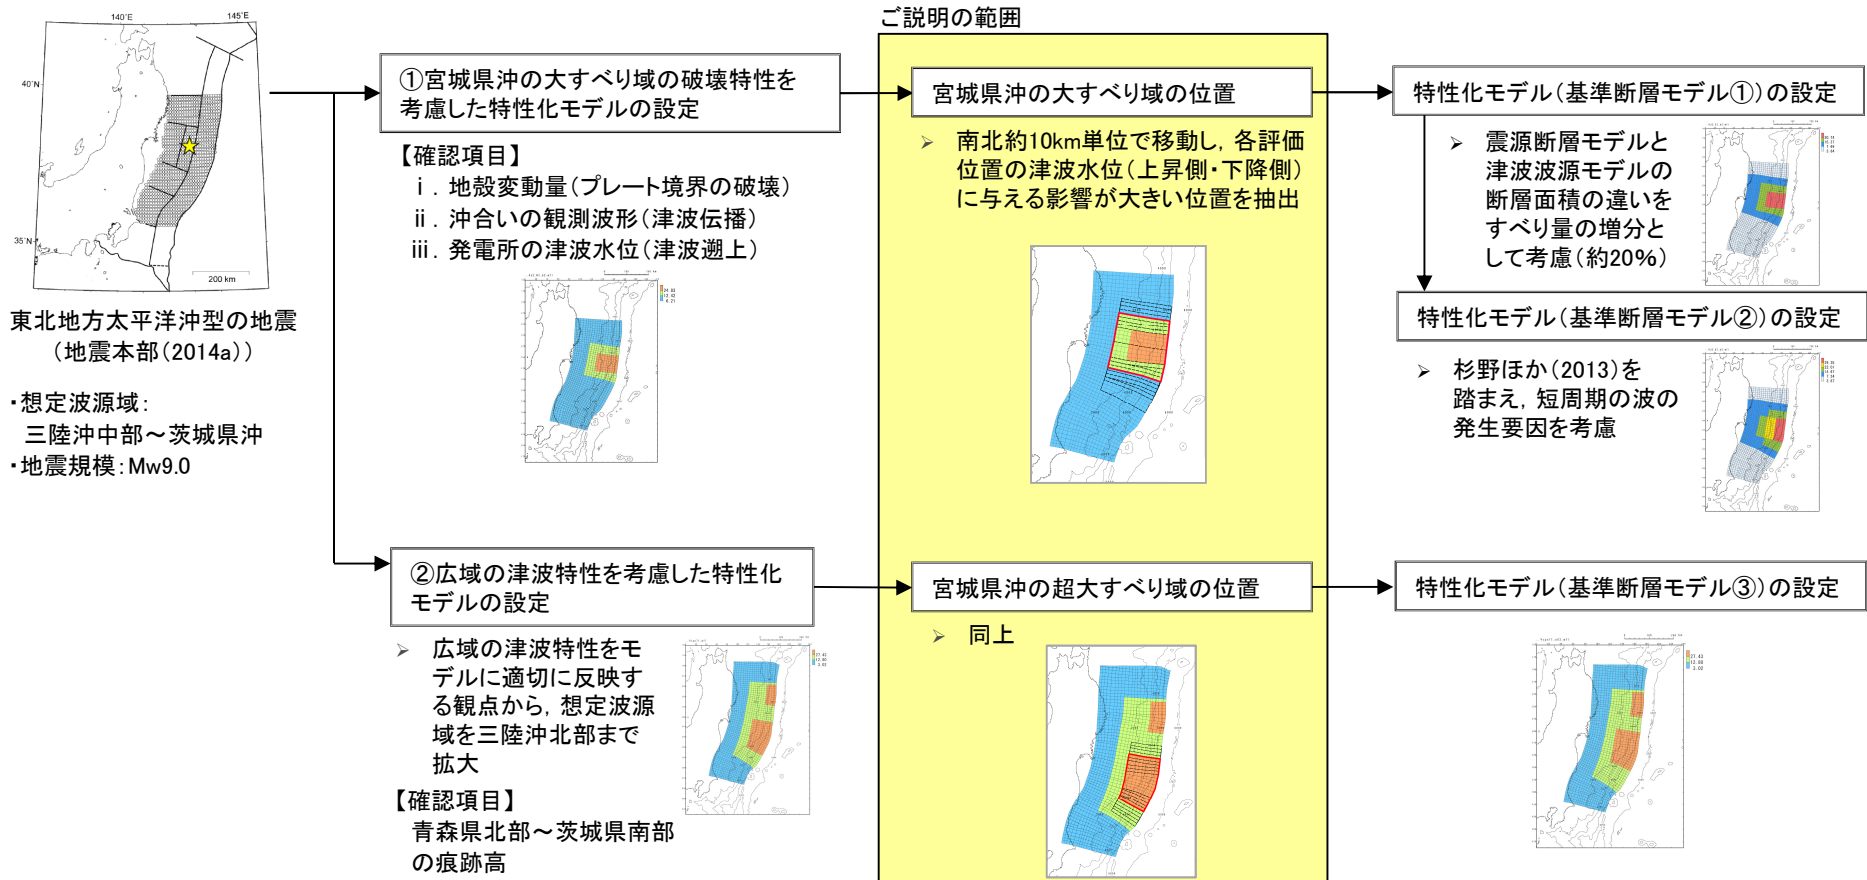 ご説明の範囲
140˚E
145˚E
40˚N
35˚N
200 km
東北地方太平洋沖型の地震
（地震本部（2014a））
・想定波源域：
三陸沖中部～茨城県沖
・地震規模：Mw9.0
①宮城県沖の大すべり域の破壊特性を
考慮した特性化モデルの設定
【確認項目】
ⅰ．地殻変動量（プレート境界の破壊）
ⅱ．沖合いの観測波形（津波伝播）
ⅲ．発電所の津波水位（津波遡上）
宮城県沖の大すべり域の位置
➢ 南北約10km単位で移動し，各評価
位置の津波水位（上昇側・下降側）
に与える影響が大きい位置を抽出
特性化モデル（基準断層モデル①）の設定
➢ 震源断層モデルと
津波波源モデルの
断層面積の違いを
すべり量の増分と
して考慮（約20%）
特性化モデル（基準断層モデル②）の設定
➢ 杉野ほか（2013）を
踏まえ，短周期の波の
発生要因を考慮
②広域の津波特性を考慮した特性化
モデルの設定
➢ 広域の津波特性をモ
デルに適切に反映す
る観点から，想定波源
域を三陸沖北部まで
拡大
【確認項目】
青森県北部～茨城県南部
の痕跡高
宮城県沖の超大すべり域の位置
➢ 同上
特性化モデル（基準断層モデル③）の設定